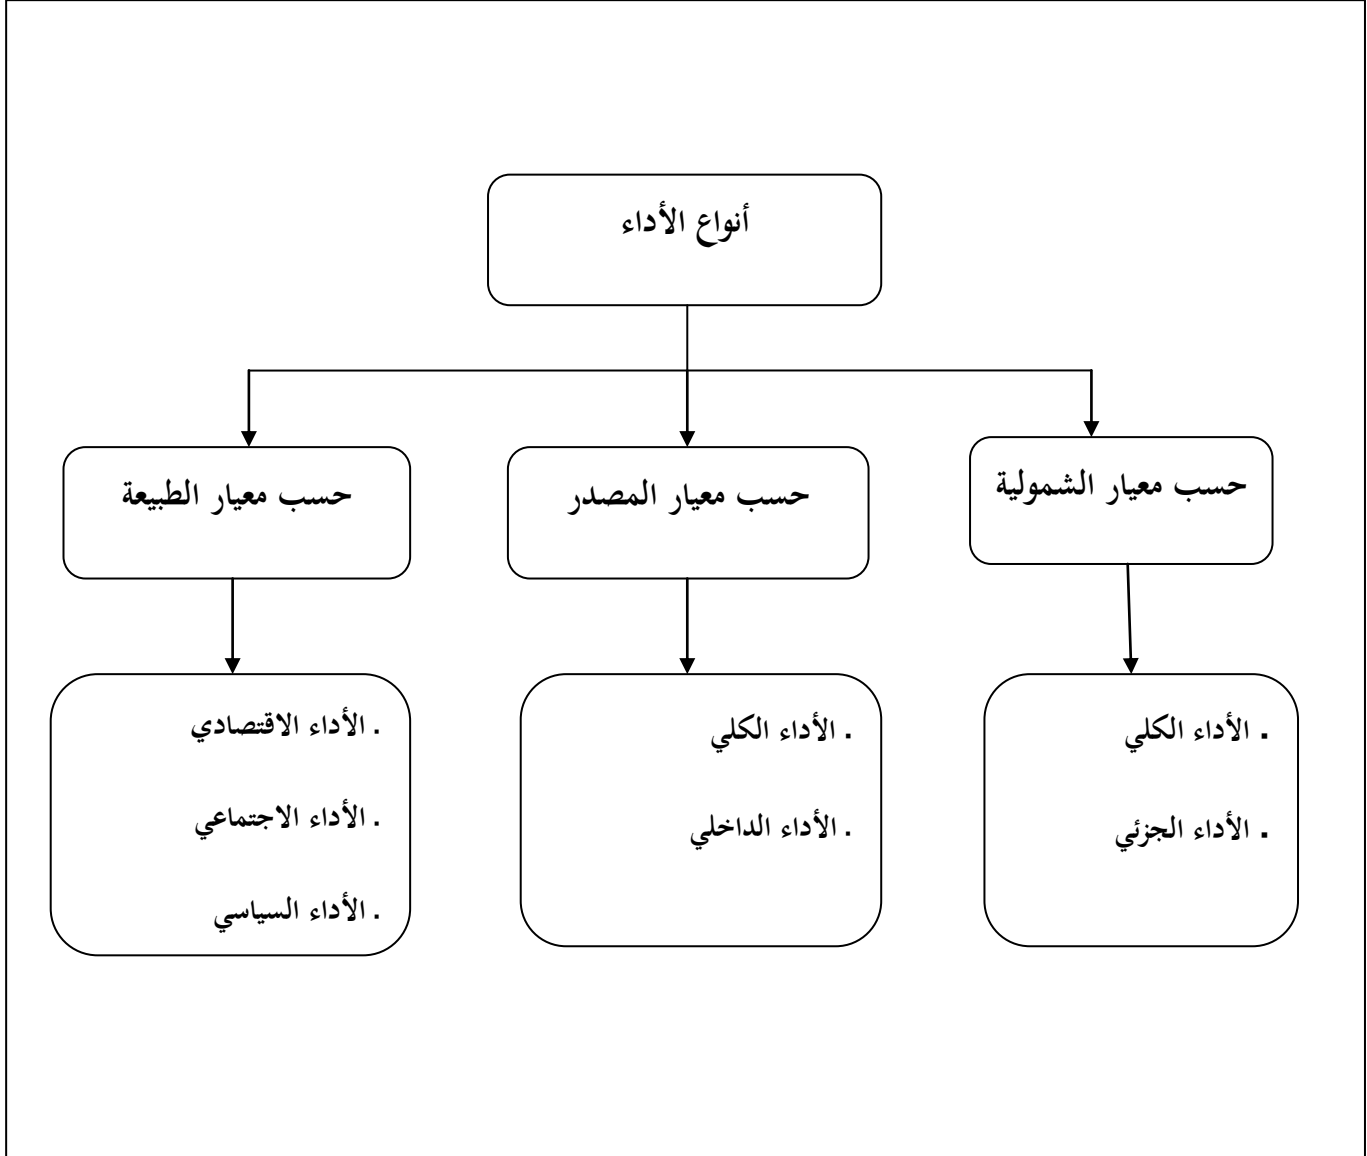 أنواع الأداء
حسب معيار الشمولية
حسب معيار المصدر
حسب معيار الطبيعة
. الأداء الكلي
. الأداء الجزئي
. الأداء الكلي
. الأداء الداخلي
. الأداء الاقتصادي
. الأداء الاجتماعي
. الأداء السياسي